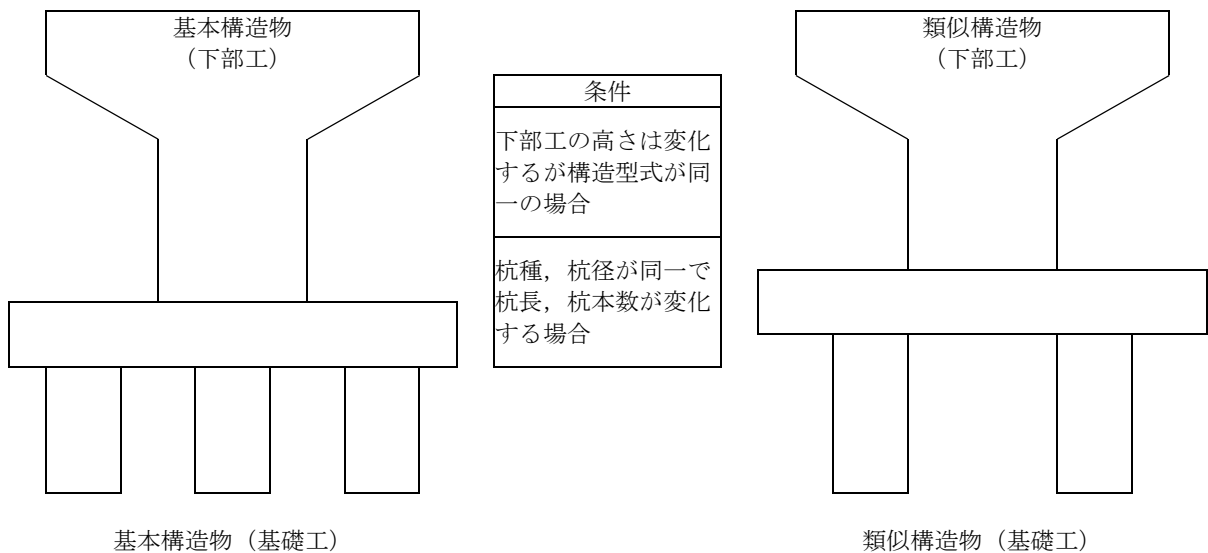 基本構造物
（下部工）
条件
下部工の高さは変化
するが構造型式が同
一の場合
杭種，杭径が同一で
杭長，杭本数が変化
する場合
類似構造物
（下部工）
基本構造物（基礎工）
類似構造物（基礎工）